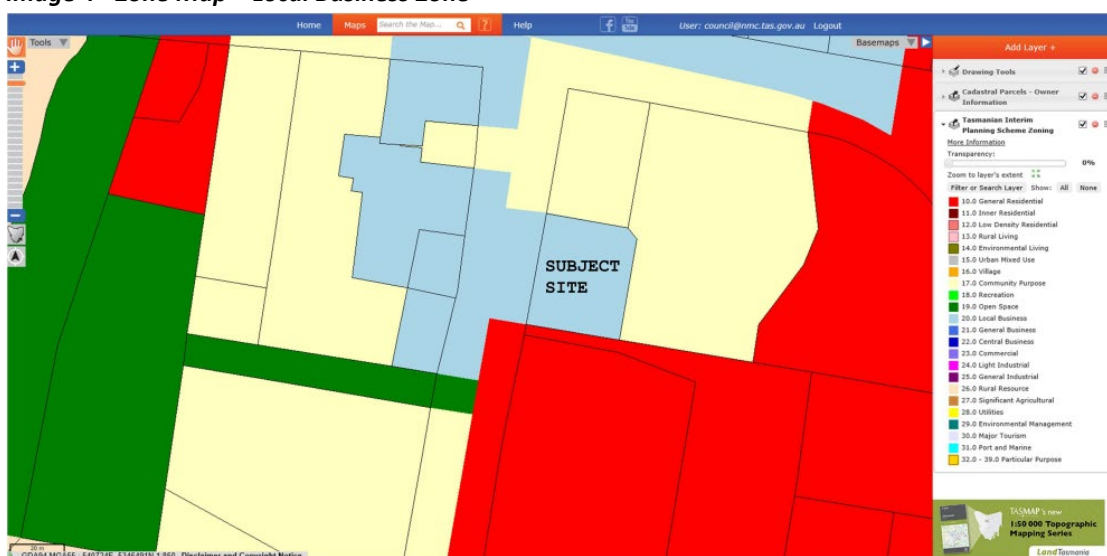 Image 4 - Zone Map – Local Business Zone
Home Maps Search the Map... ? Help f You Tube User: council@nmc.tas.gov.au Logout
Tools Basemaps
Add Layer +
Drawing Tools
Cadastral Parcels - Owner
Information
Tasmanian Interim
Planning Scheme Zoning
More Information
Transparency:
0%
Zoom to layer's extent
Filter or Search Layer Show: All None
10.0 General Residential
11.0 Inner Residential
12.0 Low Density Residential
13.0 Rural Living
14.0 Environmental Living
15.0 Urban Mixed Use
16.0 Village
17.0 Community Purpose
18.0 Recreation
19.0 Open Space
20.0 Local Business
21.0 General Business
22.0 Central Business
23.0 Commercial
24.0 Light Industrial
25.0 General Industrial
26.0 Rural Resource
27.0 Significant Agricultural
28.0 Utilities
29.0 Environmental Management
30.0 Major Tourism
31.0 Port and Marine
32.0 - 39.0 Particular Purpose
SUBJECT
SITE
TASMAP's new
1:50 000 Topographic
Mapping Series
Land Tasmania
20 m
Disclaimer and Copyright Notice